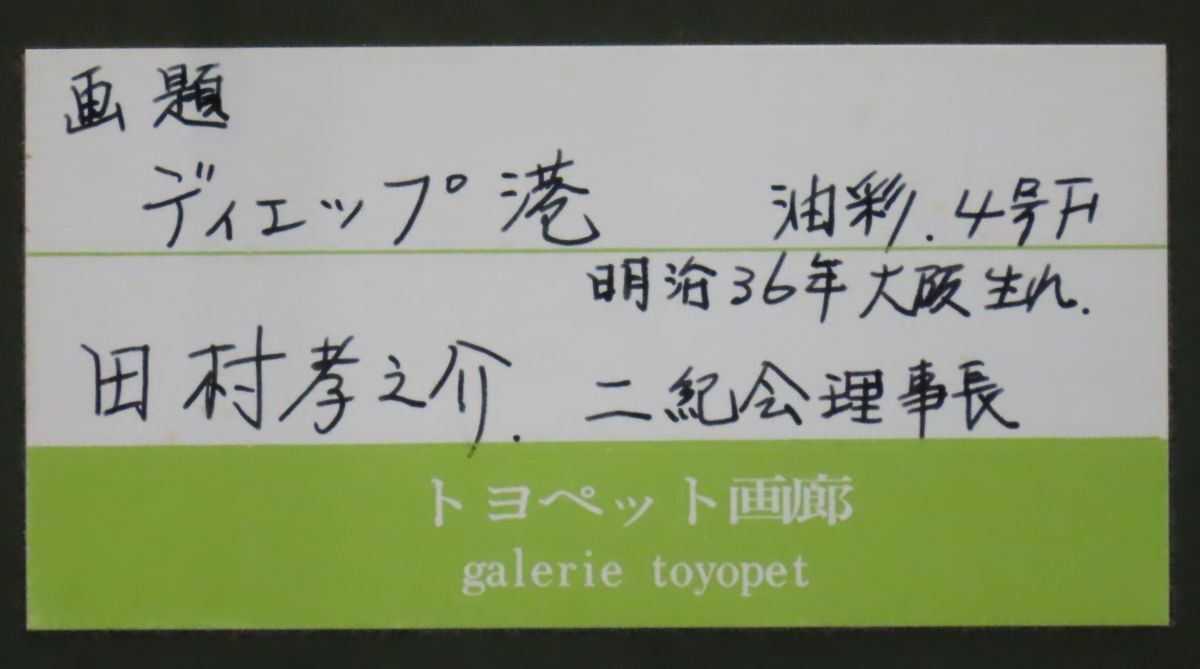 画題
ディエップ港 油彩.4号F
明治36年大阪生れ.
田村孝之介. 二紀会理事長
トヨペット画廊
galerie toyopet